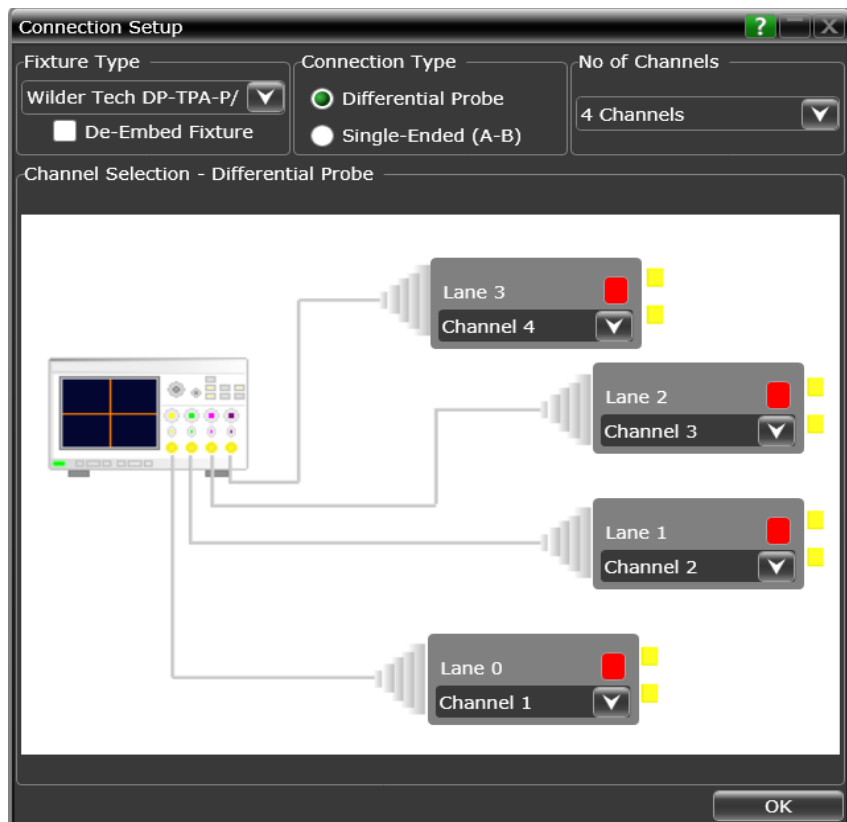 Connection Setup
?
X
Fixture Type
Wilder Tech DP-TPA-P/
De-Embed Fixture
Connection Type
Differential Probe
Single-Ended (A-B)
No of Channels
4 Channels
Channel Selection - Differential Probe
Lane 3
Channel 4
Lane 2
Channel 3
Lane 1
Channel 2
Lane 0
Channel 1
OK